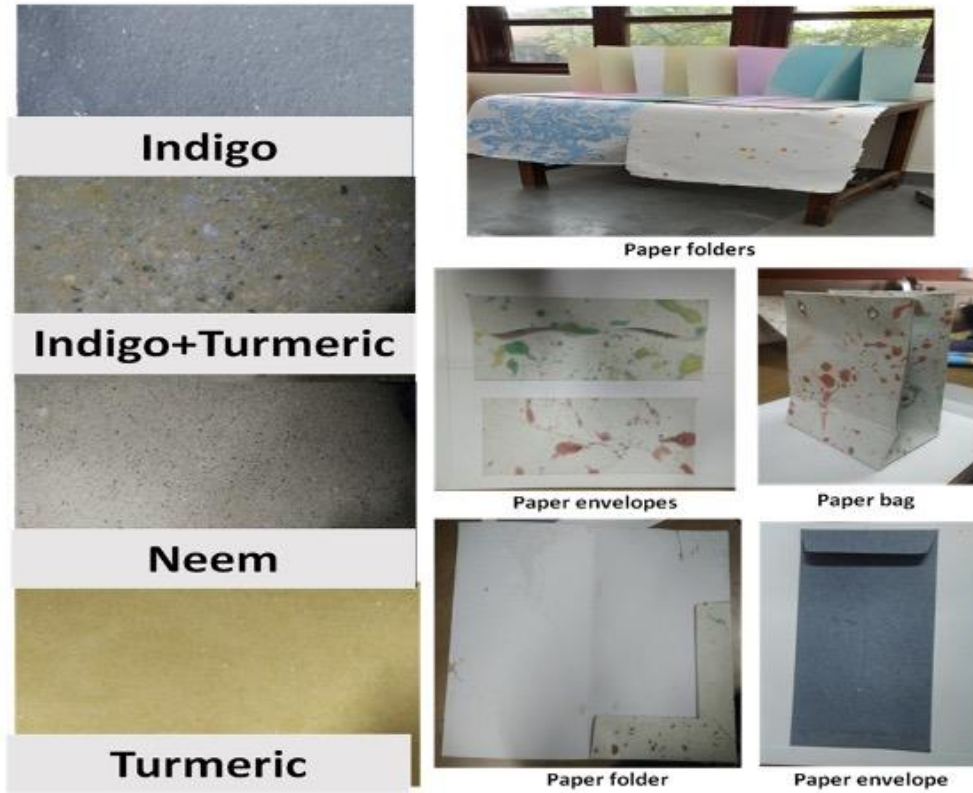 Indigo
Indigo+Turmeric
Neem
Turmeric
Paper folders
Paper envelopes
Paper bag
Paper folder
Paper envelope